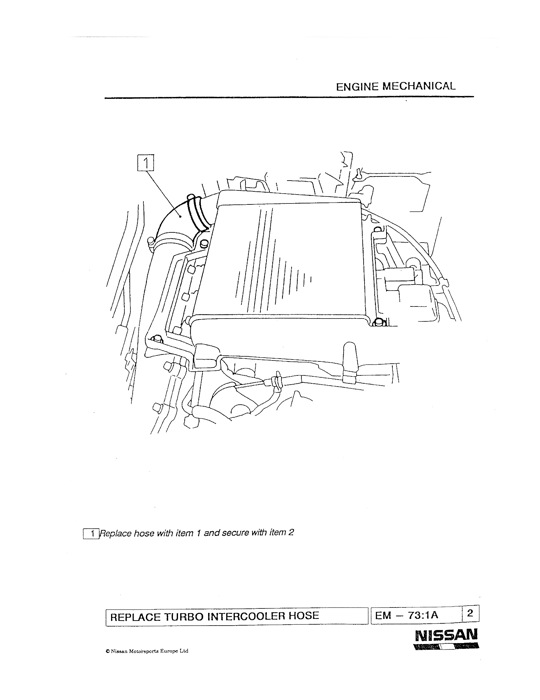 ENGINE MECHANICAL
1
1 Replace hose with item 1 and secure with item 2
REPLACE TURBO INTERCOOLER HOSE
EM – 73:1A
2
NISSAN
© Nissan Motorsports Europe Ltd